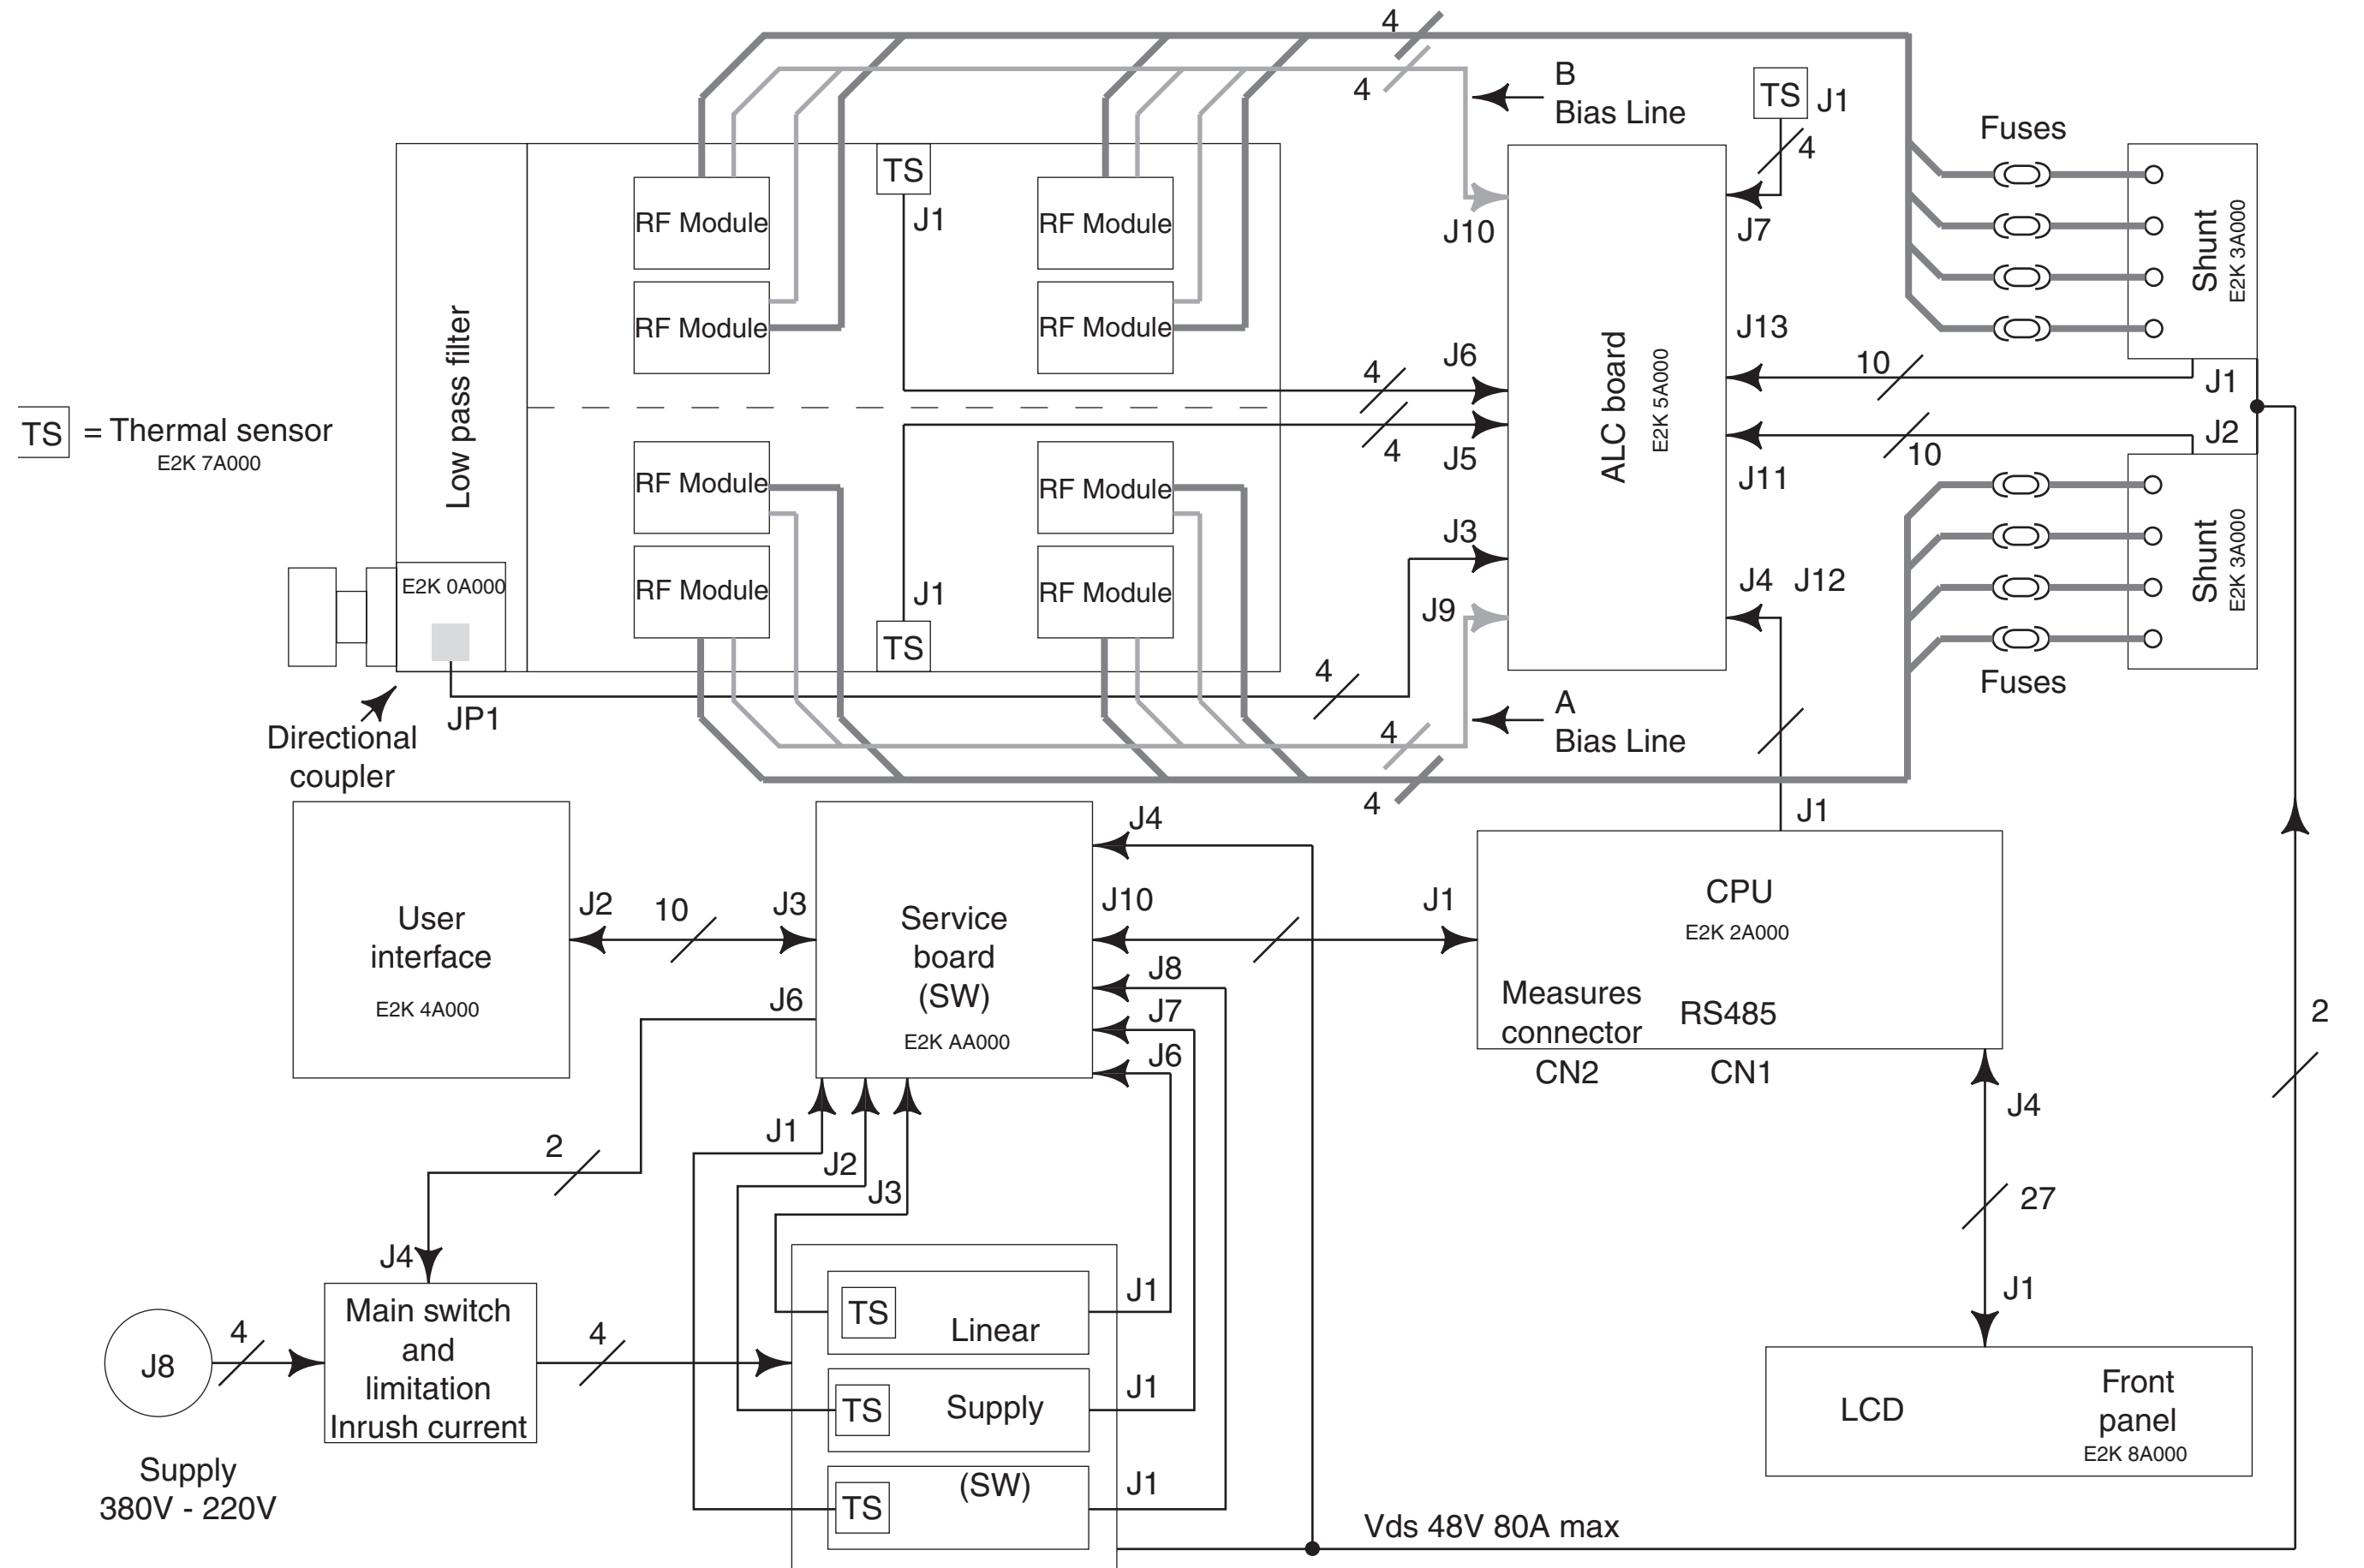 4
4
B
Bias Line
TS
J1
4
Fuses
TS
J1
RF Module
RF Module
RF Module
RF Module
J10
J7
Shunt
E2K 3A000
Low pass filter
J6
4
J13
10
J1
ALC board
E2K 5A000
TS
= Thermal sensor
E2K 7A000
4
J5
J11
10
J2
RF Module
RF Module
RF Module
RF Module
J3
J9
J4
J12
Shunt
E2K 3A000
Fuses
E2K 0A000
J1
TS
4
JP1
Directional
coupler
A
Bias Line
4
4
J1
J4
User
interface
E2K 4A000
J2
10
J3
Service
board
(SW)
E2K AA000
J10
J1
CPU
E2K 2A000
Measures
connector
RS485
CN2
CN1
J6
J8
J7
J6
2
J1
J2
J3
2
J4
27
J1
J4
J8
4
Main switch
and
limitation
Inrush current
4
TS
Linear
J1
TS
Supply
J1
TS
(SW)
J1
LCD
Front
panel
E2K 8A000
Supply
380V - 220V
Vds 48V 80A max